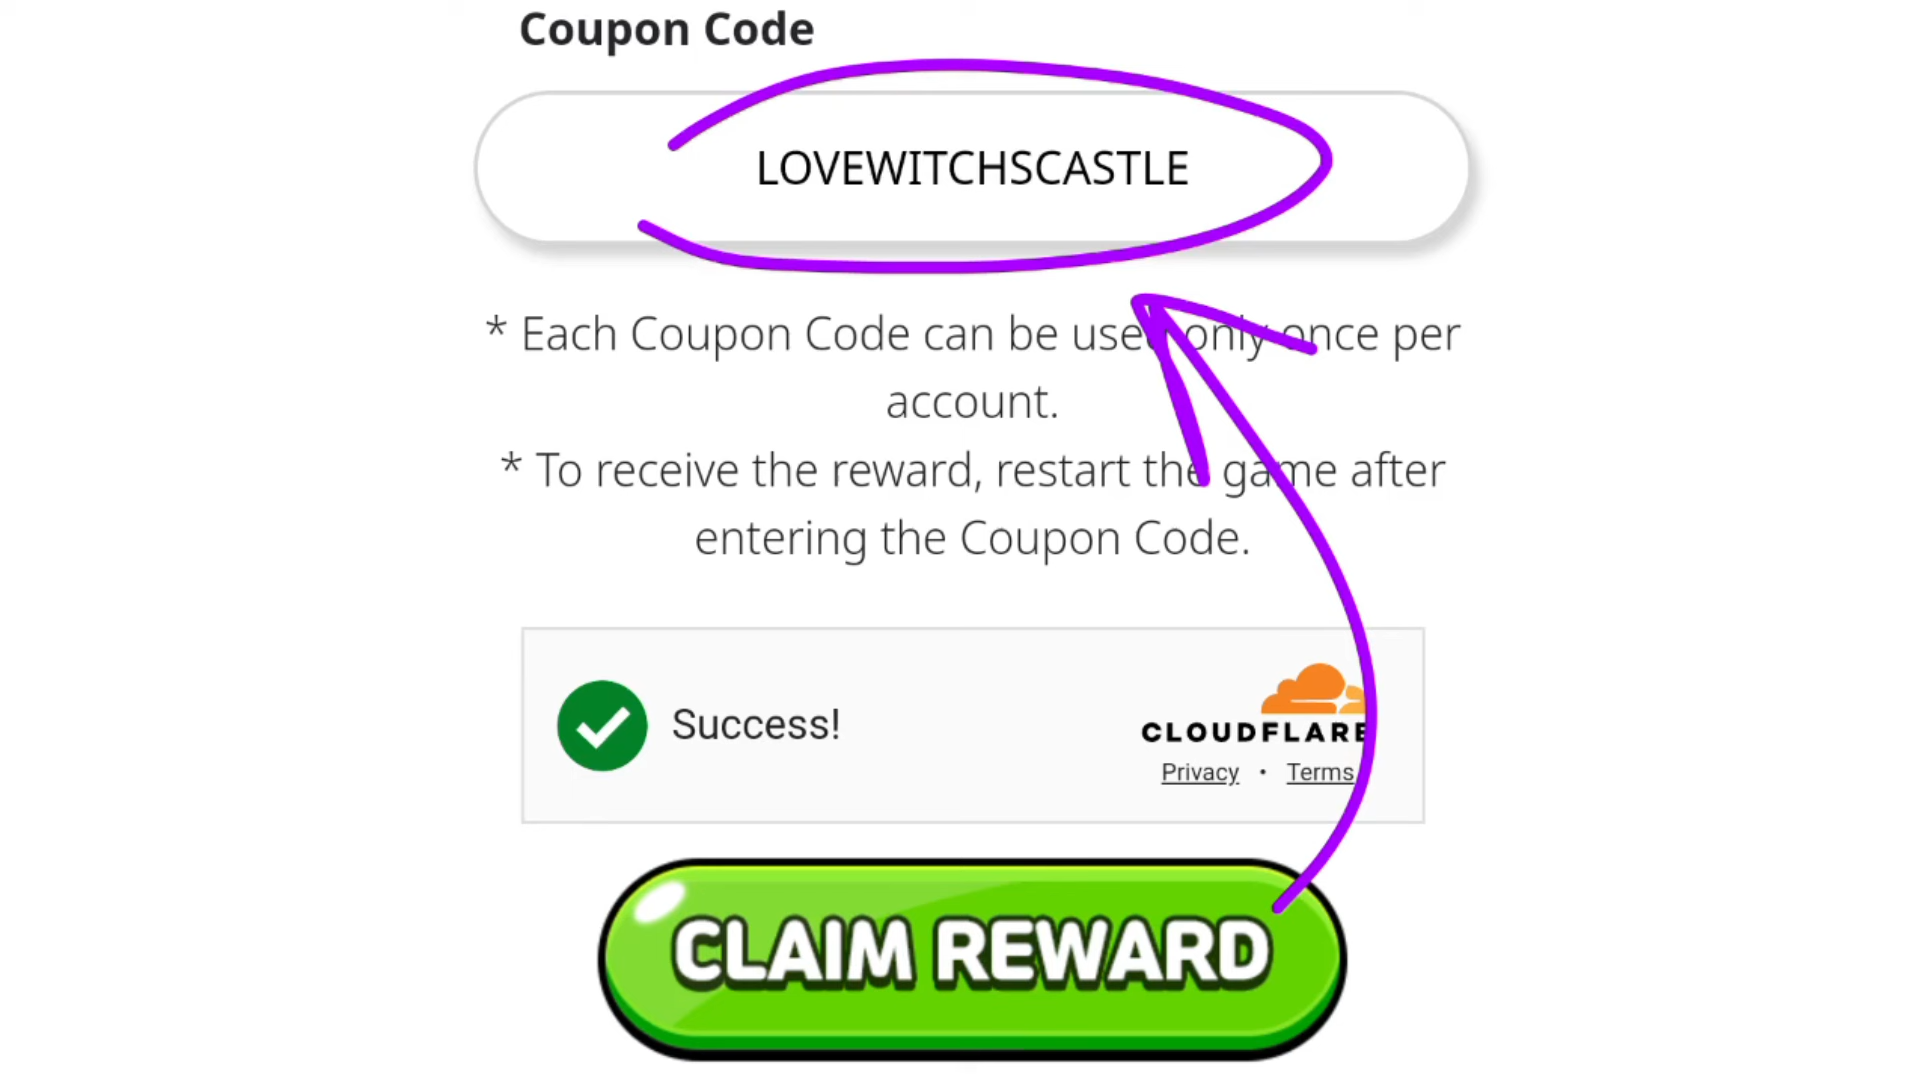 Coupon Code
LOVEWITCHSCASTLE
* Each Coupon Code can be used only once per
account.
* To receive the reward, restart the game after
entering the Coupon Code.
Success!
CLOUDFLARE
Privacy • Terms
CLAIM REWARD